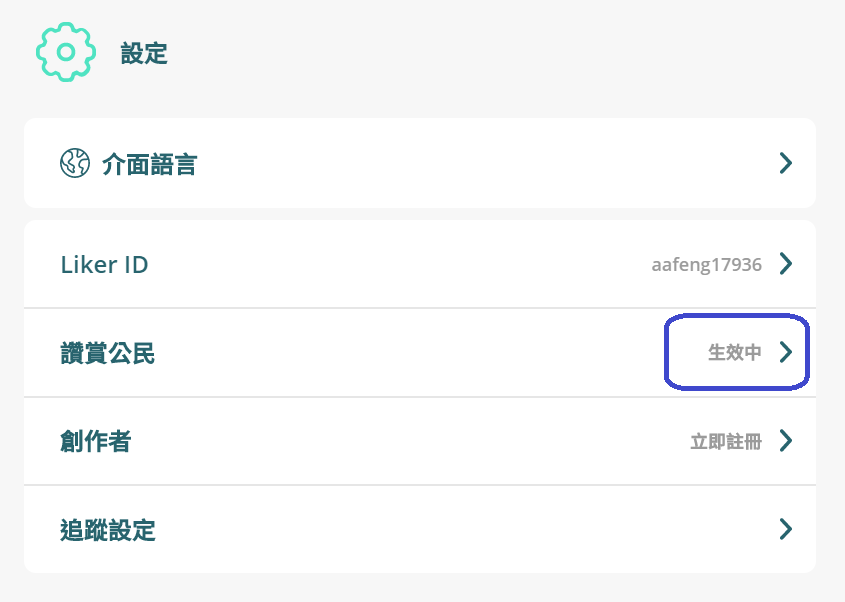 設定
介面語言
Liker ID aafeng17936
讚賞公民 生效中
創作者 立即註冊
追蹤設定